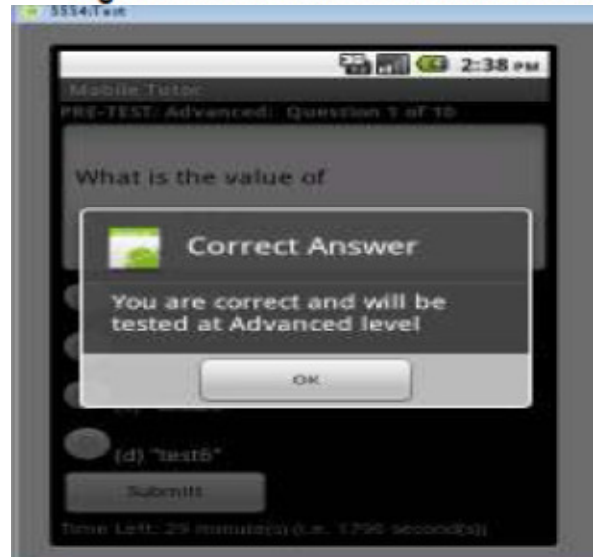 5554:Test
2:38 PM
Mobile Tutor
PRE-TEST: Advanced: Question 1 of 10
What is the value of
Correct Answer
You are correct and will be
tested at Advanced level
OK
(d) "test6"
Submitt
Time Left: 29 minute(s) (i.e. 1796 second(s))